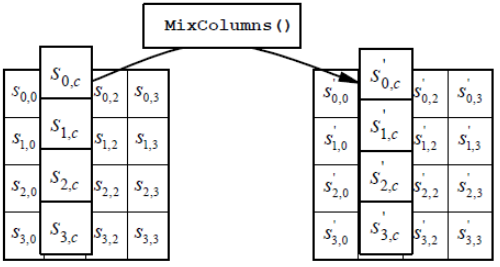 MixColumns()
s0,c s'0,c
s0,0 s0,2 s0,3 s'0,0 s'0,2 s'0,3
s1,c s'1,c
s1,0 s1,2 s1,3 s'1,0 s'1,2 s'1,3
s2,c s'2,c
s2,0 s2,2 s2,3 s'2,0 s'2,2 s'2,3
s3,c s'3,c
s3,0 s3,2 s3,3 s'3,0 s'3,2 s'3,3